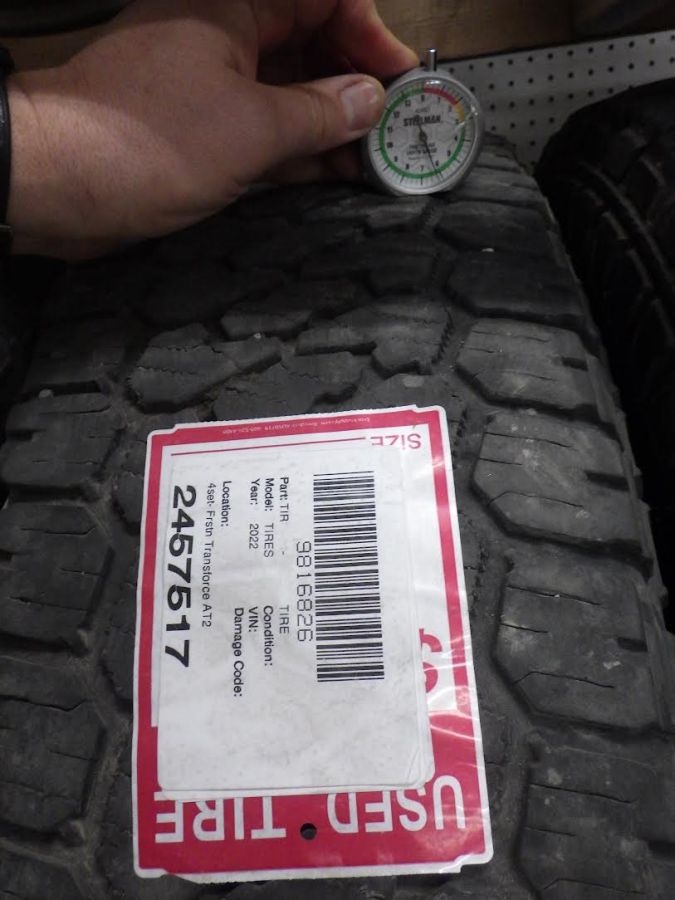 STEELMAN
SIZE
9816826
Part: TIR - TIRE
Model: TIRES Condition:
Year: 2022 VIN:
Damage Code:
Location:
4set- Frstn Transforce AT2
2457517
USED TIRE